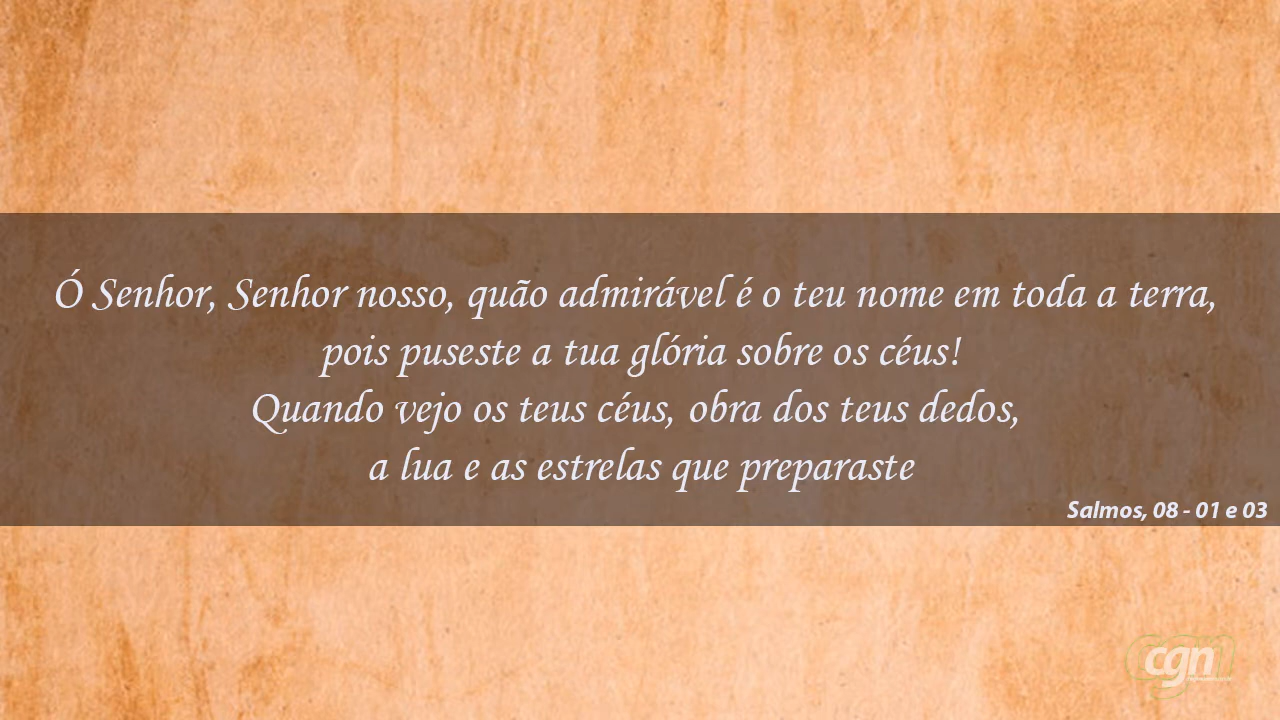 Ó Senhor, Senhor nosso, quão admirável é o teu nome em toda a terra,
pois puseste a tua glória sobre os céus!
Quando vejo os teus céus, obra dos teus dedos,
a lua e as estrelas que preparaste
Salmos, 08 - 01 e 03
cgn